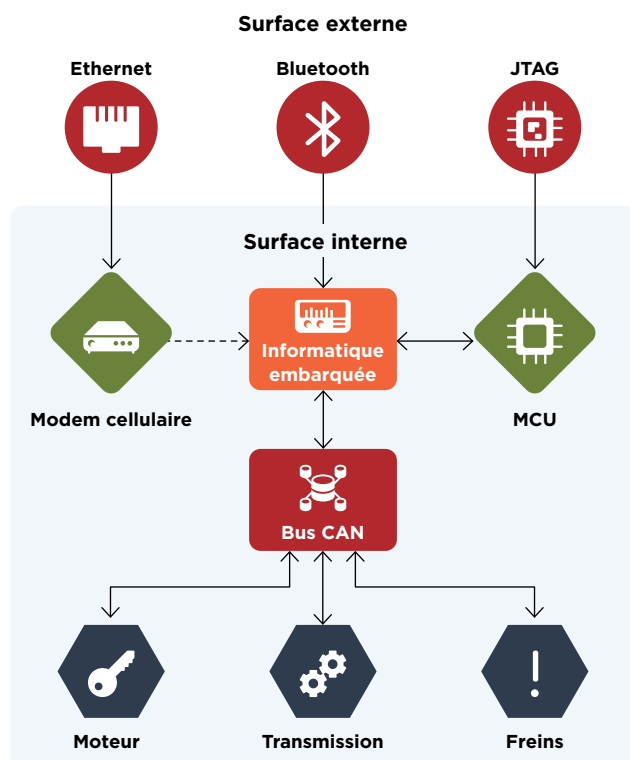 Surface externe
Ethernet
Bluetooth
JTAG
Surface interne
Informatique
embarquée
Modem cellulaire
MCU
Bus CAN
Moteur
Transmission
Freins